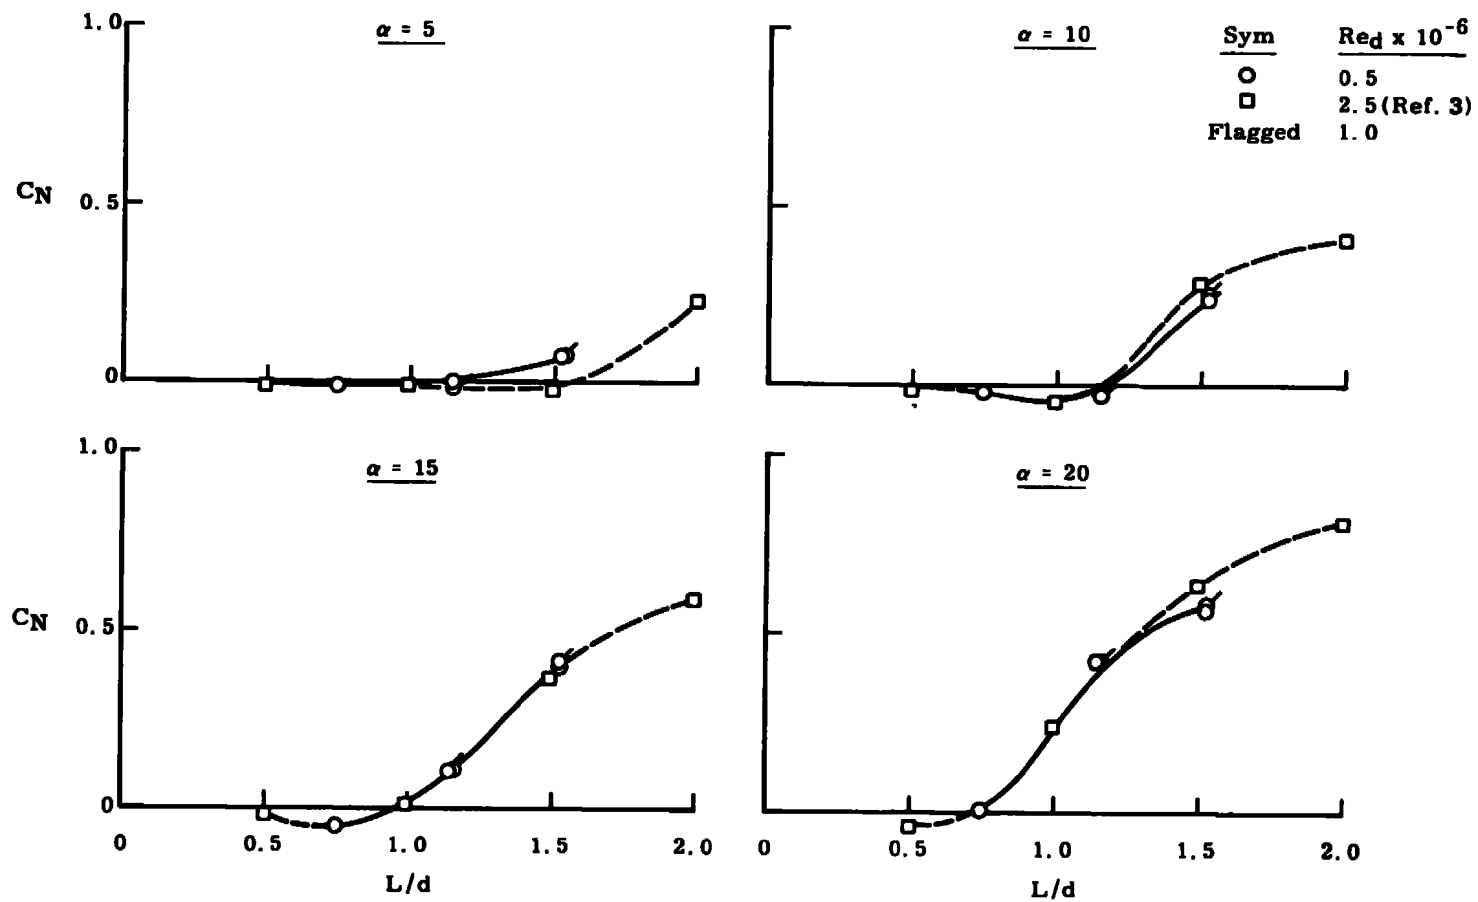 1.0
α = 5
α = 10
Sym Re_d x 10^-6
0.5
2.5 (Ref. 3)
Flagged 1.0
C_N 0.5
0
1.0
α = 15
α = 20
C_N 0.5
0
0 0.5 1.0 1.5 2.0
0 0.5 1.0 1.5 2.0
L/d
L/d